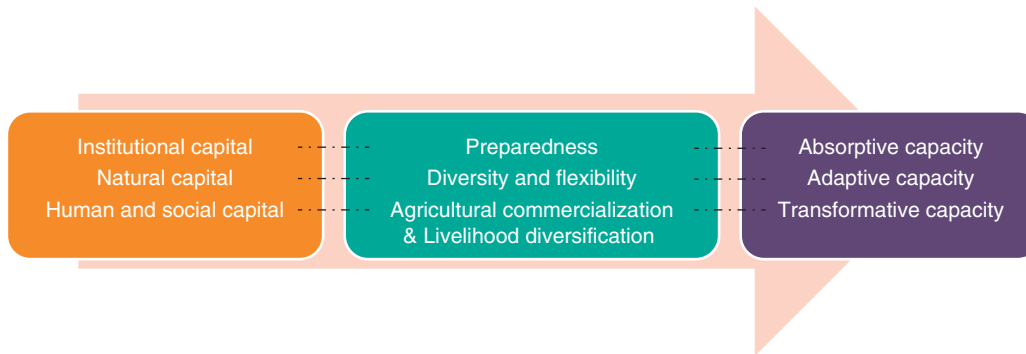 Institutional capital
Natural capital
Human and social capital
Preparedness
Diversity and flexibility
Agricultural commercialization
& Livelihood diversification
Absorptive capacity
Adaptive capacity
Transformative capacity